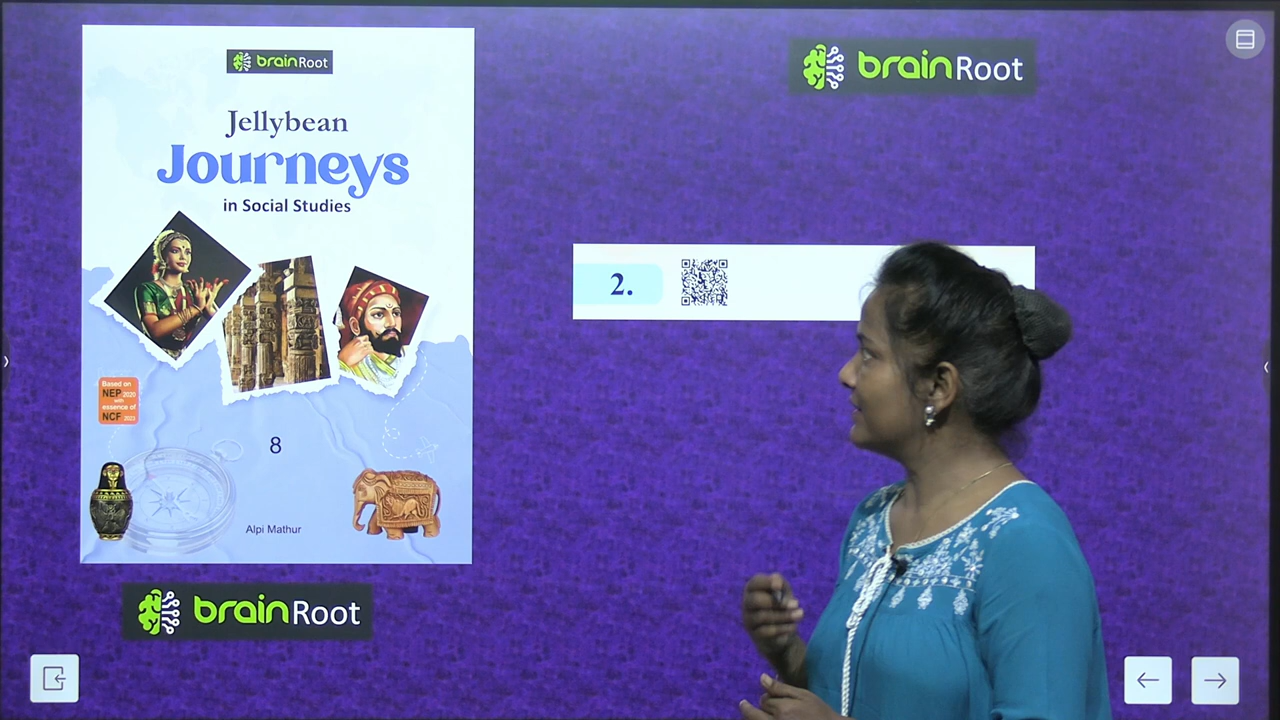 brainRoot
Jellybean
Journeys
in Social Studies
Based on
NEP 2020
with
essence of
NCF 2023
8
Alpi Mathur
brainRoot
brainRoot
2.